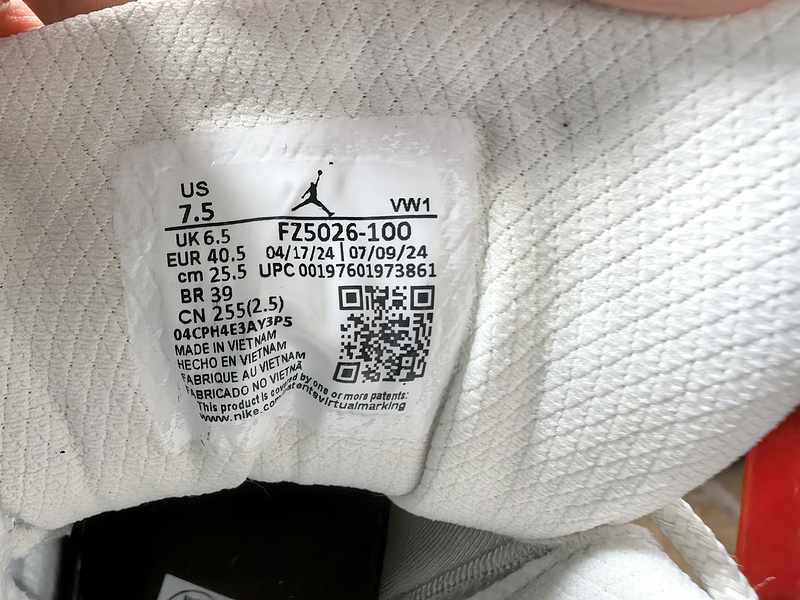 US
7.5
VW1
UK 6.5
FZ5026-100
EUR 40.5
04/17/24 | 07/09/24
cm 25.5
UPC 00197601973861
BR 39
CN 255(2.5)
04CPH4E3AY3P5
MADE IN VIETNAM
HECHO EN VIETNAM
FABRIQUE AU VIETNAM
FABRICADO NO VIETNÃ
This product is covered by one or more patents:
www.nike.com/patentsvirtualmarking